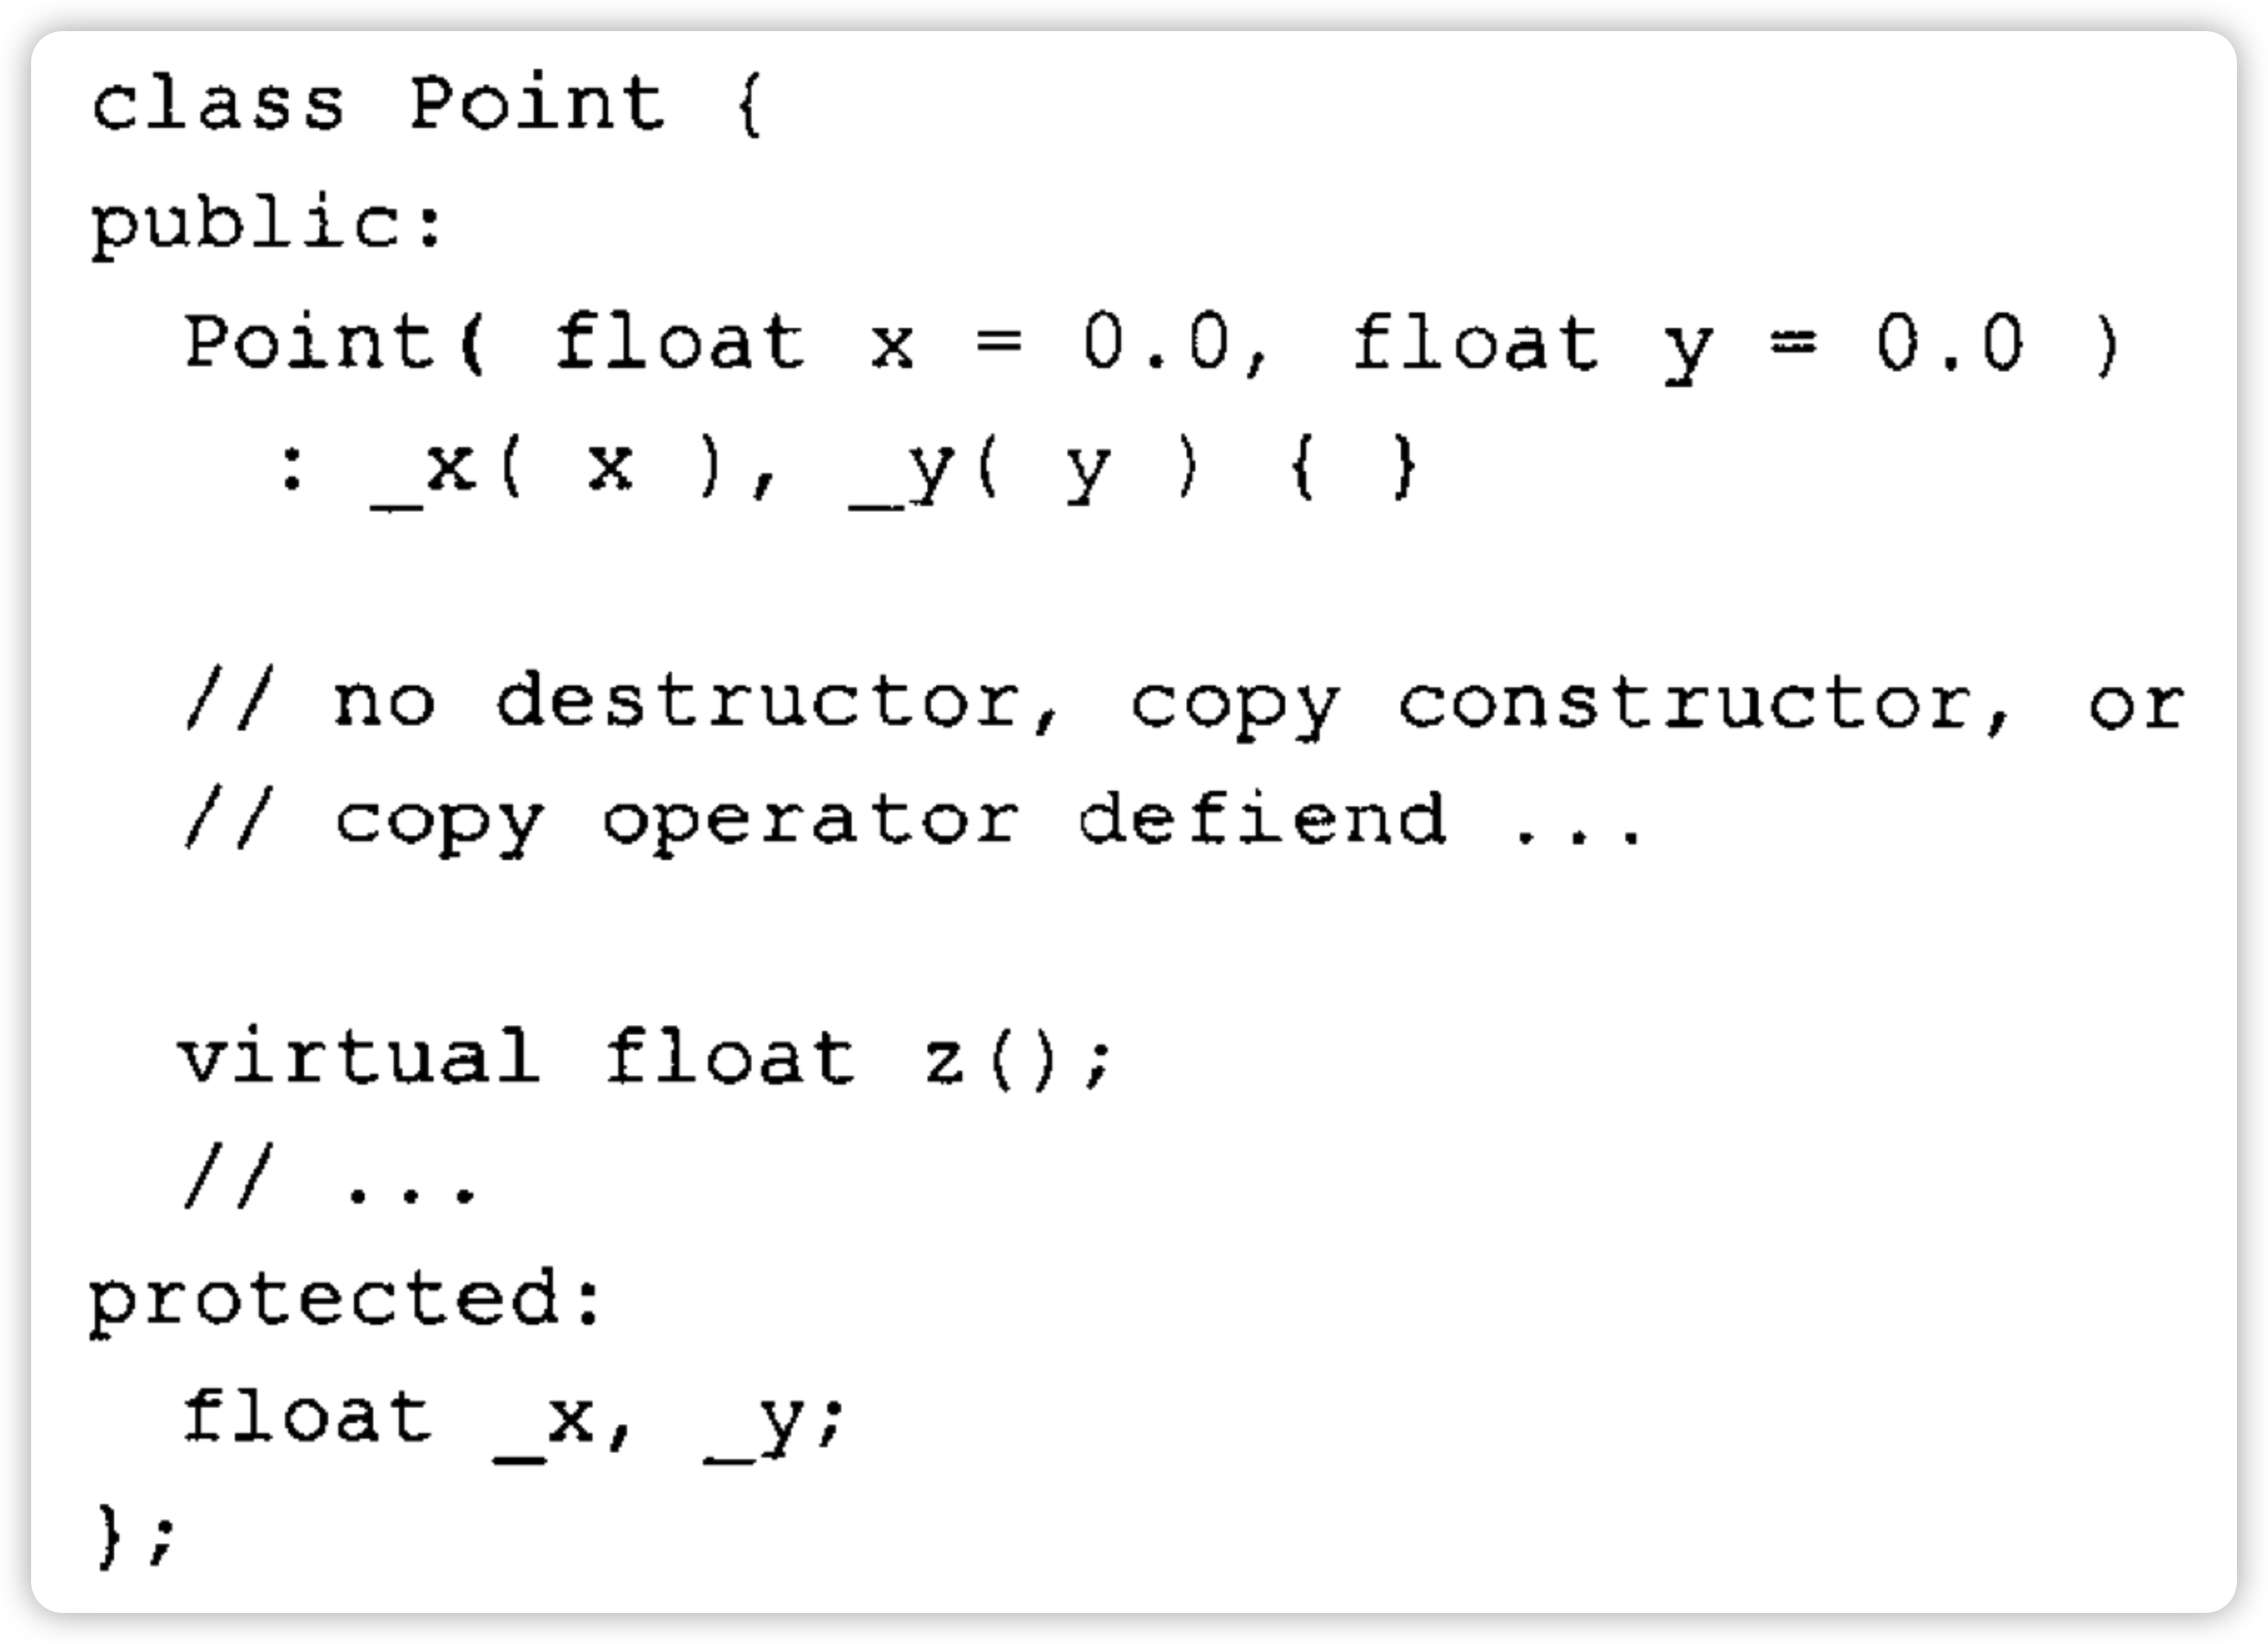 class Point {
public:
Point( float x = 0.0, float y = 0.0 )
: _x( x ), _y( y ) { }
// no destructor, copy constructor, or
// copy operator defiend ...
virtual float z();
// ...
protected:
float _x, _y;
};